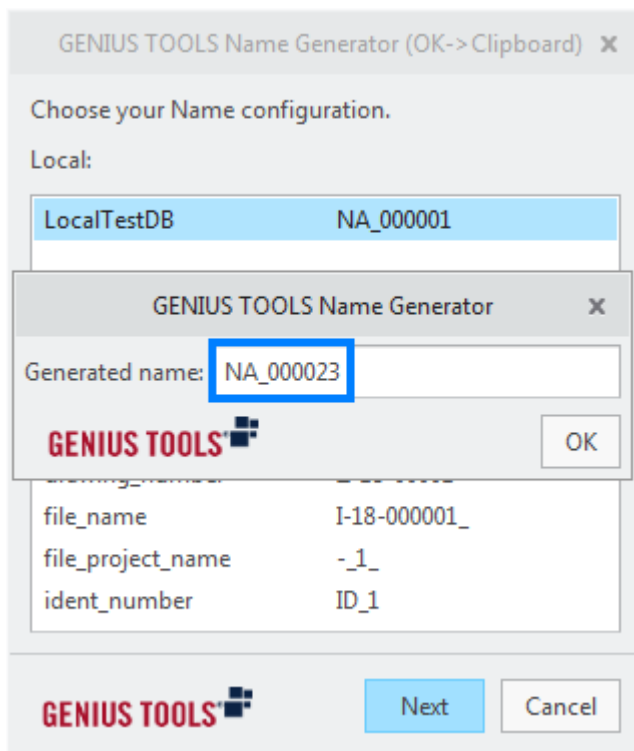 GENIUS TOOLS Name Generator (OK->Clipboard) x
Choose your Name configuration.
Local:
LocalTestDB NA_000001
GENIUS TOOLS Name Generator x
Generated name: NA_000023
GENIUS TOOLS
OK
file_name I-18-000001_
file_project_name -_1_
ident_number ID_1
GENIUS TOOLS
Next Cancel